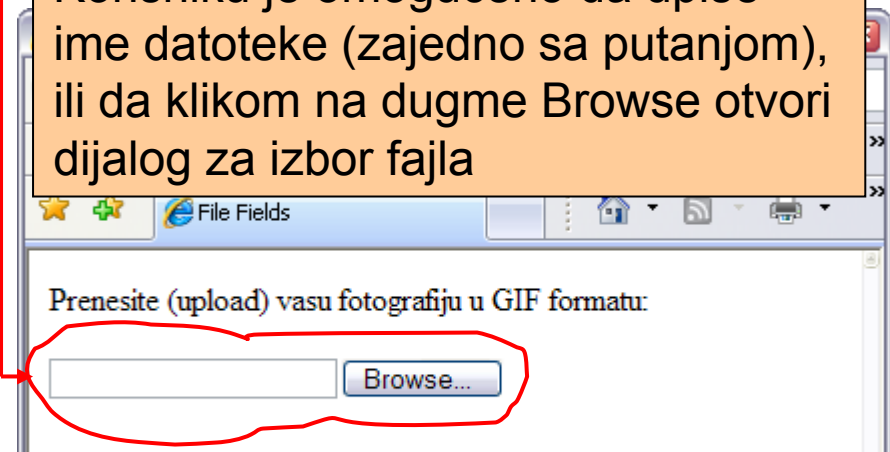 ime datoteke (zajedno sa putanjom),
ili da klikom na dugme Browse otvori
dijalog za izbor fajla
File Fields
Prenesite (upload) vasu fotografiju u GIF formatu:
Browse...